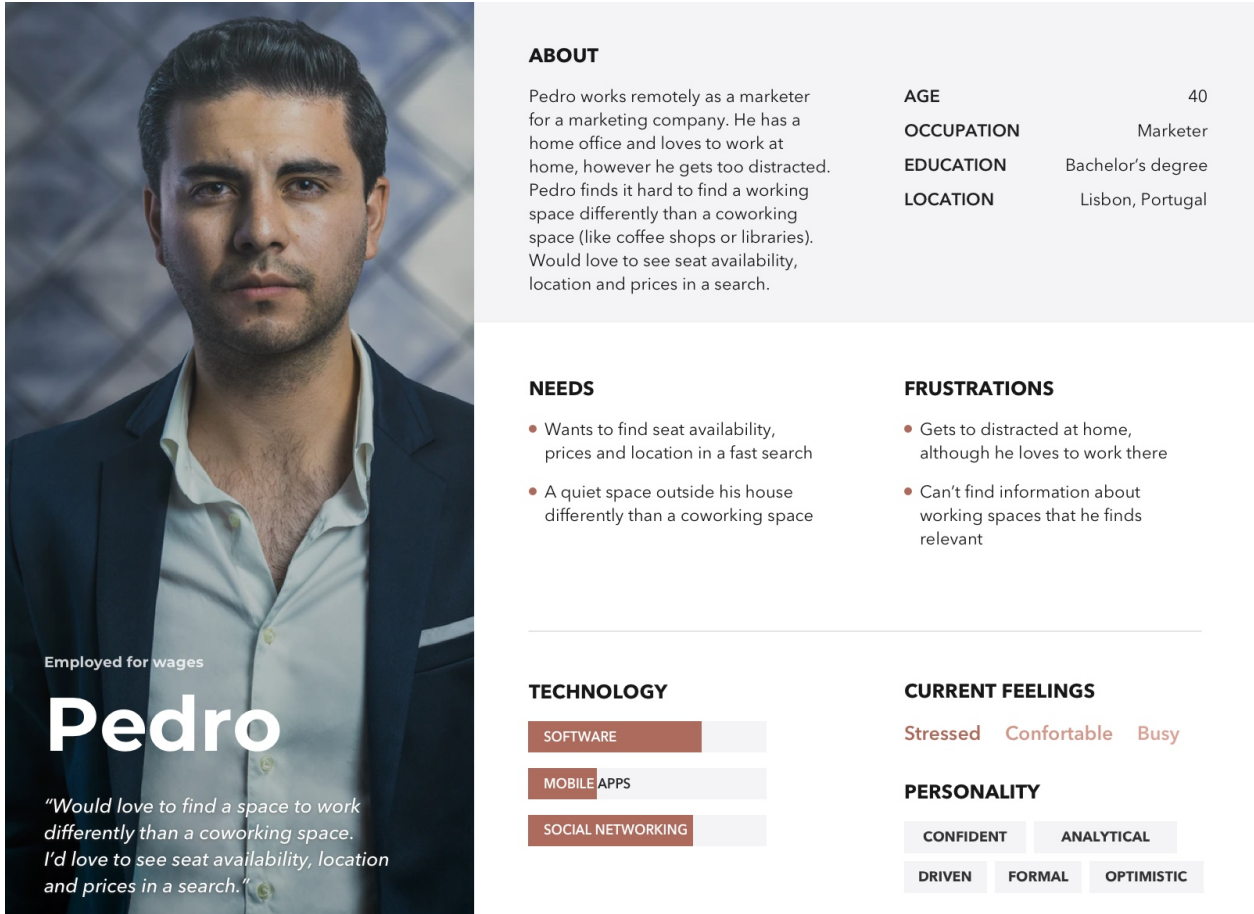 Employed for wages
Pedro
“Would love to find a space to work
differently than a coworking space.
I’d love to see seat availability, location
and prices in a search.”
ABOUT
Pedro works remotely as a marketer
for a marketing company. He has a
home office and loves to work at
home, however he gets too distracted.
Pedro finds it hard to find a working
space differently than a coworking
space (like coffee shops or libraries).
Would love to see seat availability,
location and prices in a search.
AGE 40
OCCUPATION Marketer
EDUCATION Bachelor’s degree
LOCATION Lisbon, Portugal
NEEDS
Wants to find seat availability,
prices and location in a fast search
A quiet space outside his house
differently than a coworking space
FRUSTRATIONS
Gets to distracted at home,
although he loves to work there
Can’t find information about
working spaces that he finds
relevant
TECHNOLOGY
SOFTWARE
MOBILE APPS
SOCIAL NETWORKING
CURRENT FEELINGS
Stressed Confortable Busy
PERSONALITY
CONFIDENT ANALYTICAL
DRIVEN FORMAL OPTIMISTIC